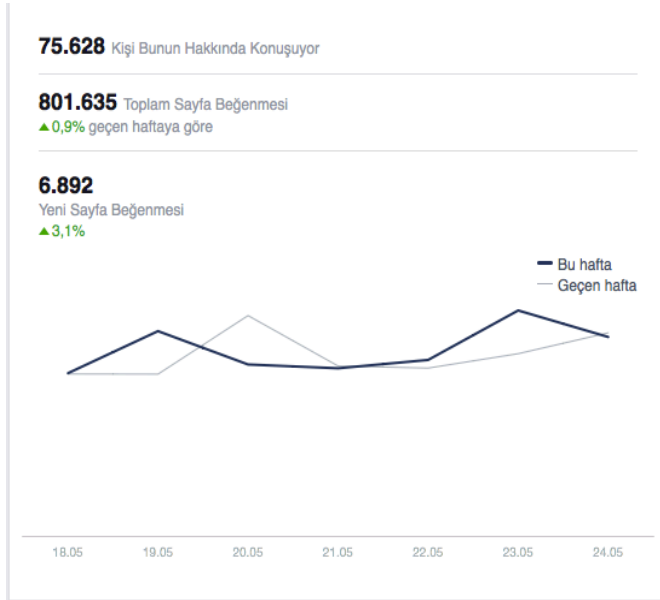 75.628 Kişi Bunun Hakkında Konuşuyor
801.635 Toplam Sayfa Beğenmesi
▲0,9% geçen haftaya göre
6.892
Yeni Sayfa Beğenmesi
▲3,1%
Bu hafta
Geçen hafta
18.05 19.05 20.05 21.05 22.05 23.05 24.05